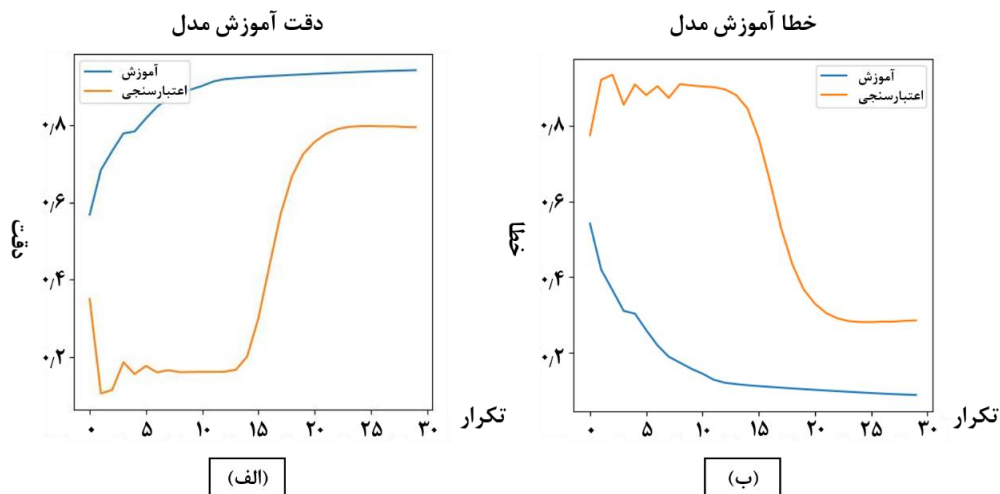 دقت آموزش مدل
آموزش
اعتبارسنجی
۰٫۸
۰٫۶
۰٫۴
۰٫۲
دقت
۰ ۵ ۱۰ ۱۵ ۲۰ ۲۵ ۳۰
تکرار
(الف)
خطا آموزش مدل
آموزش
اعتبارسنجی
۰٫۸
۰٫۶
۰٫۴
۰٫۲
خطا
۰ ۵ ۱۰ ۱۵ ۲۰ ۲۵ ۳۰
تکرار
(ب)